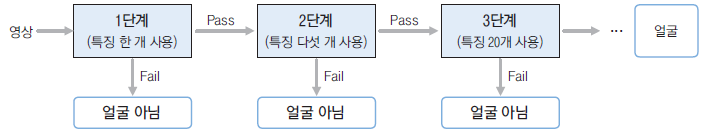 영상
1단계
(특징 한 개 사용)
Pass
2단계
(특징 다섯 개 사용)
Pass
3단계
(특징 20개 사용)
...
얼굴
Fail
Fail
Fail
얼굴 아님
얼굴 아님
얼굴 아님